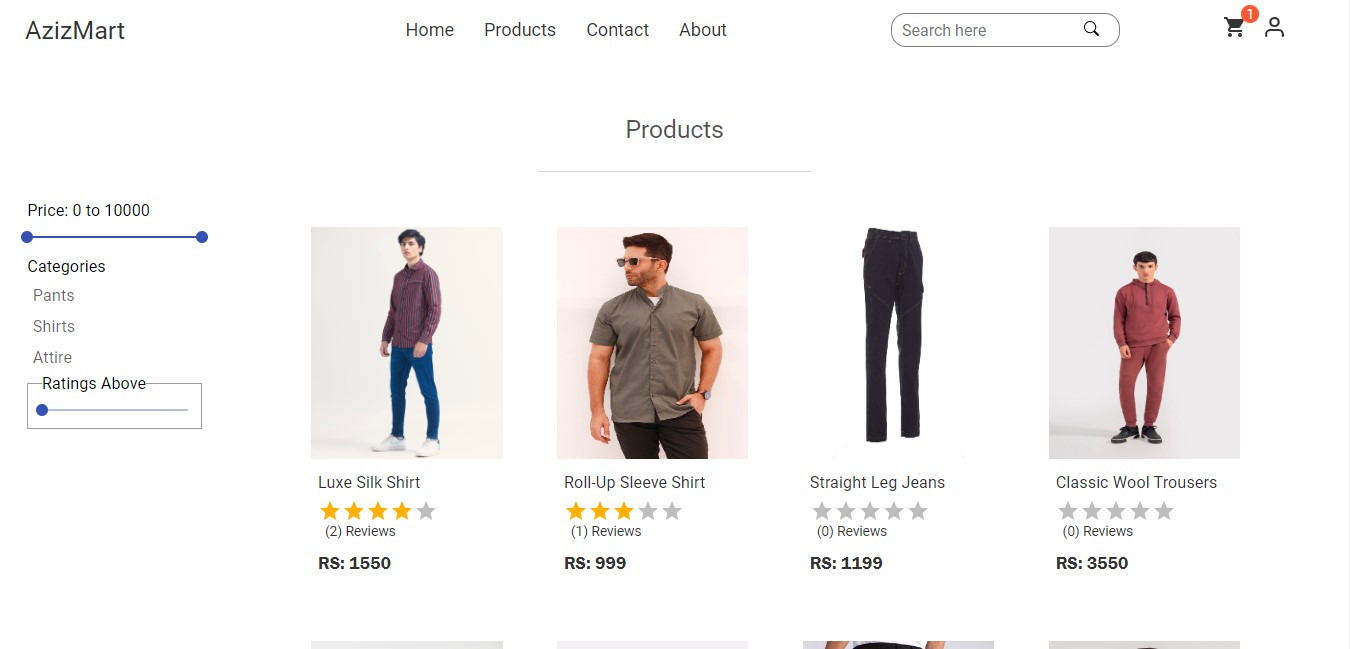 AzizMart
Home Products Contact About
Search here
1
Products
Price: 0 to 10000
Categories
Pants
Shirts
Attire
Ratings Above
Luxe Silk Shirt
(2) Reviews
RS: 1550
Roll-Up Sleeve Shirt
(1) Reviews
RS: 999
Straight Leg Jeans
(0) Reviews
RS: 1199
Classic Wool Trousers
(0) Reviews
RS: 3550